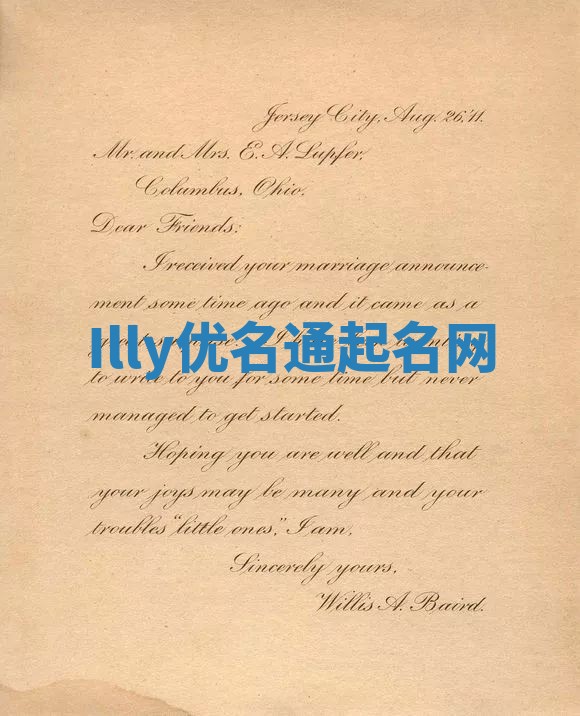 Jersey City, Aug. 26,'11.
Mr. and Mrs. E. A. Lupfer,
Columbus, Ohio.
Dear Friends:
I received your marriage announce-
ment some time ago and it came as a
Illy优名通起名网
to write to you for some time but never
managed to get started.
Hoping you are well and that
your joys may be many and your
troubles "little ones," I am,
Sincerely yours,
Willis A. Baird.